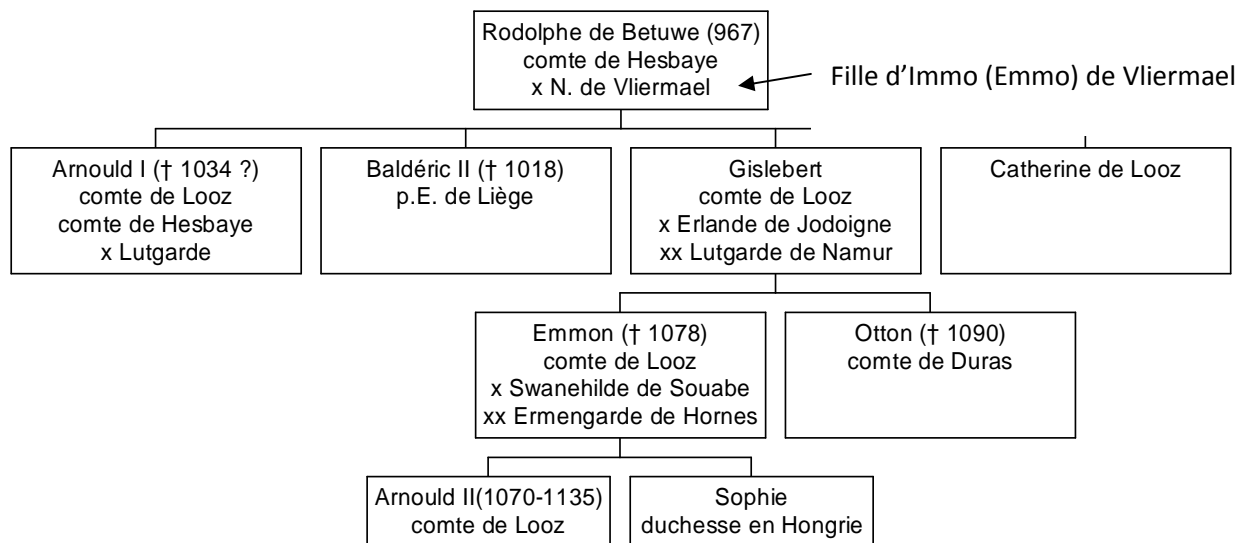 Rodolphe de Betuwe (967)
comte de Hesbaye
x N. de Vliermael
Fille d’Immo (Emmo) de Vliermael
Arnould I († 1034 ?)
comte de Looz
comte de Hesbaye
x Lutgarde
Baldéric II († 1018)
p.E. de Liège
Gislebert
comte de Looz
x Erlande de Jodoigne
xx Lutgarde de Namur
Catherine de Looz
Emmon († 1078)
comte de Looz
x Swanehilde de Souabe
xx Ermengarde de Hornes
Otton († 1090)
comte de Duras
Arnould II(1070-1135)
comte de Looz
Sophie
duchesse en Hongrie